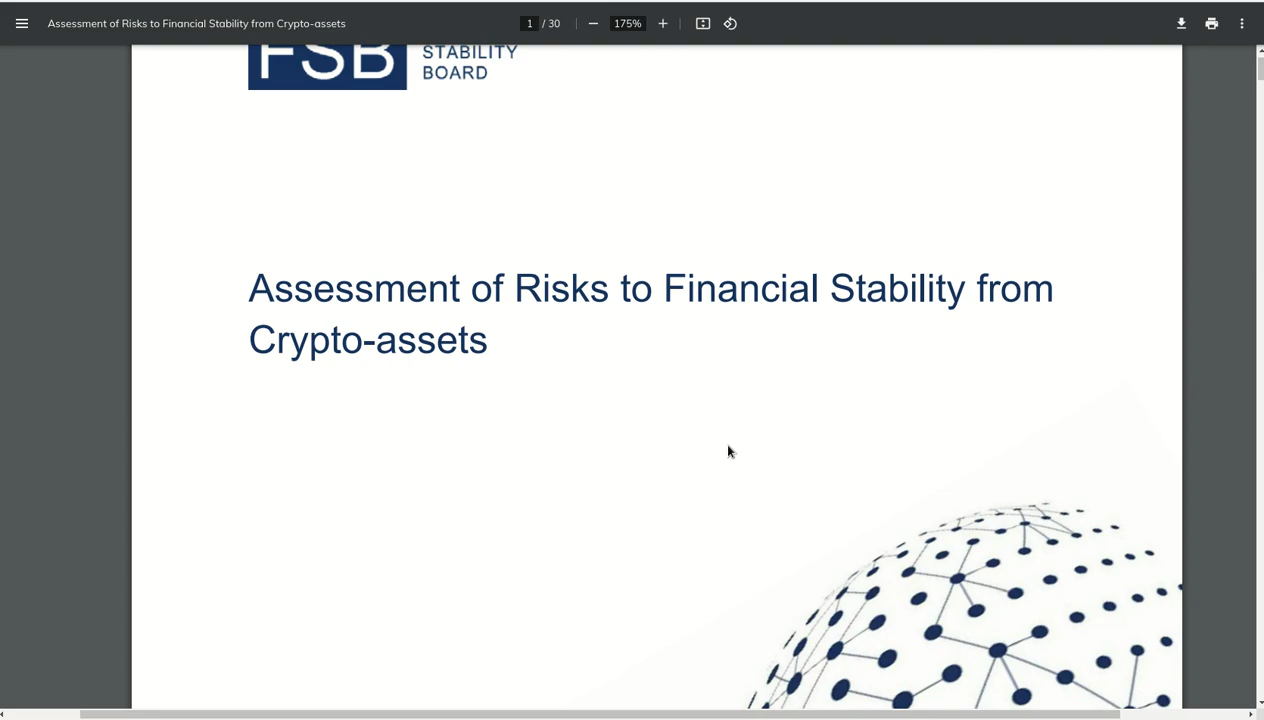 Assessment of Risks to Financial Stability from Crypto-assets
1 / 30
175%
FSB
STABILITY
BOARD
Assessment of Risks to Financial Stability from
Crypto-assets